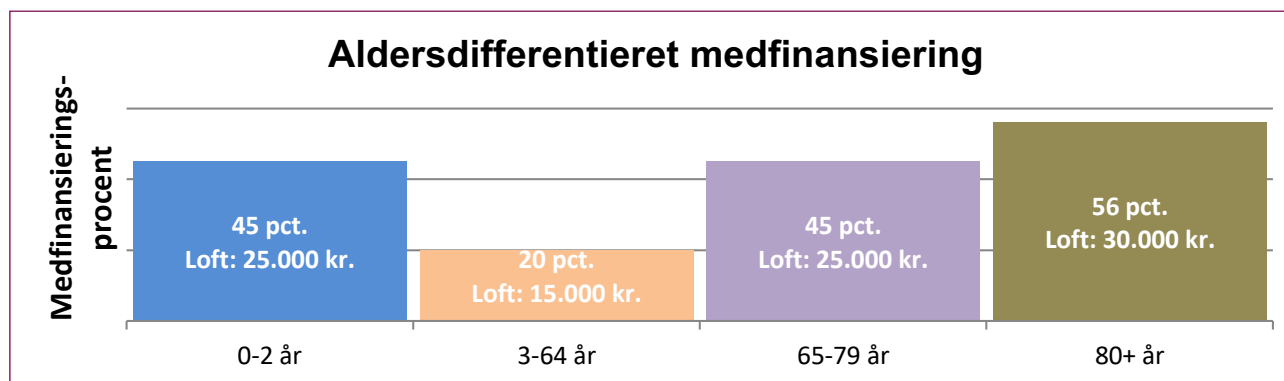 Aldersdifferentieret medfinansiering
Medfinansierings-
procent
45 pct.
Loft: 25.000 kr.
20 pct.
Loft: 15.000 kr.
45 pct.
Loft: 25.000 kr.
56 pct.
Loft: 30.000 kr.
0-2 år
3-64 år
65-79 år
80+ år